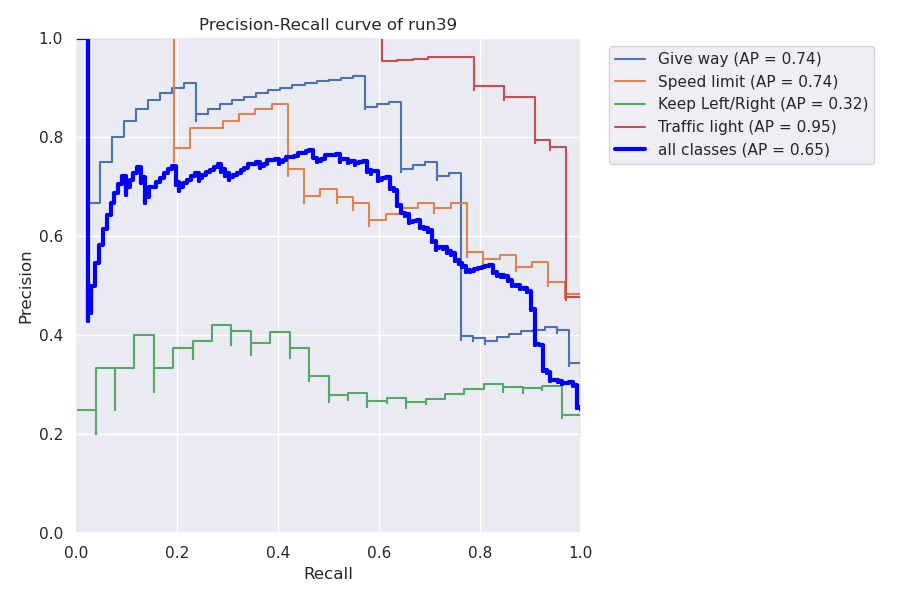 Precision-Recall curve of run39
1.0
0.8
0.6
0.4
0.2
0.0
Precision
0.0 0.2 0.4 0.6 0.8 1.0
Recall
Give way (AP = 0.74)
Speed limit (AP = 0.74)
Keep Left/Right (AP = 0.32)
Traffic light (AP = 0.95)
all classes (AP = 0.65)